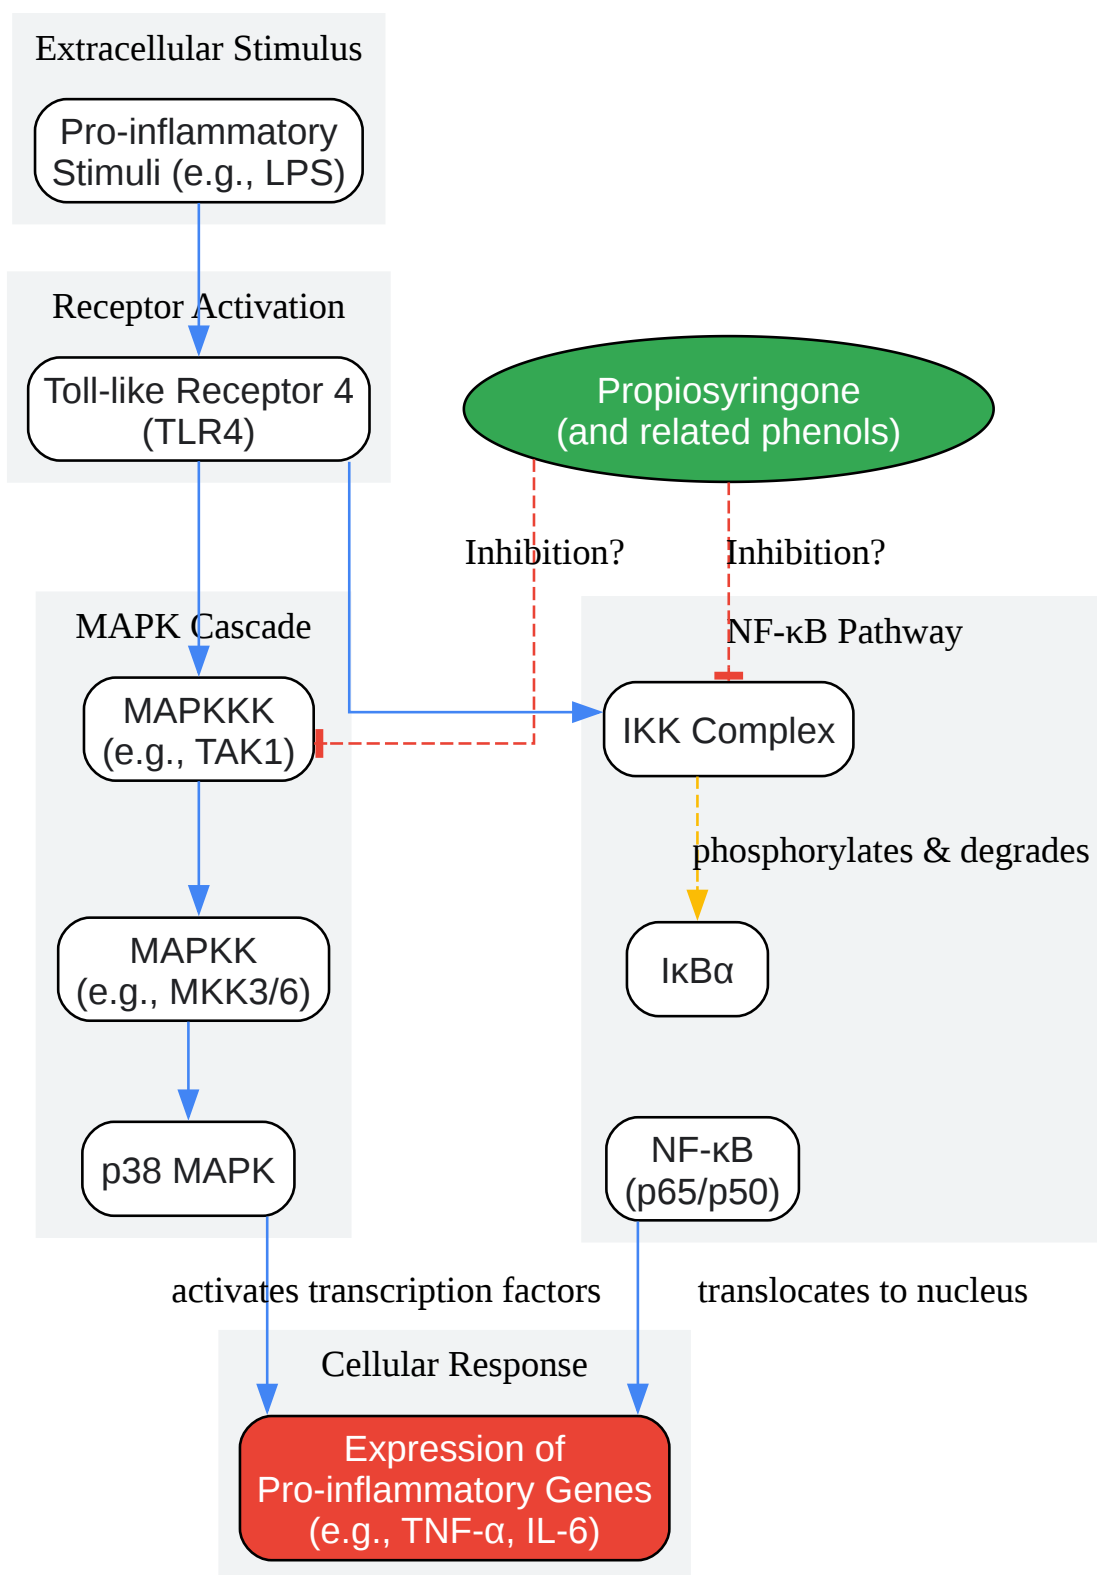 Extracellular Stimulus
Pro-inflammatory
Stimuli (e.g., LPS)
Receptor Activation
Toll-like Receptor 4
(TLR4)
Propiosyringone
(and related phenols)
Inhibition?
Inhibition?
MAPK Cascade
NF-κB Pathway
MAPKKK
(e.g., TAK1)
IKK Complex
phosphorylates & degrades
MAPKK
(e.g., MKK3/6)
IκBα
p38 MAPK
NF-κB
(p65/p50)
activates transcription factors
translocates to nucleus
Cellular Response
Expression of
Pro-inflammatory Genes
(e.g., TNF-α, IL-6)